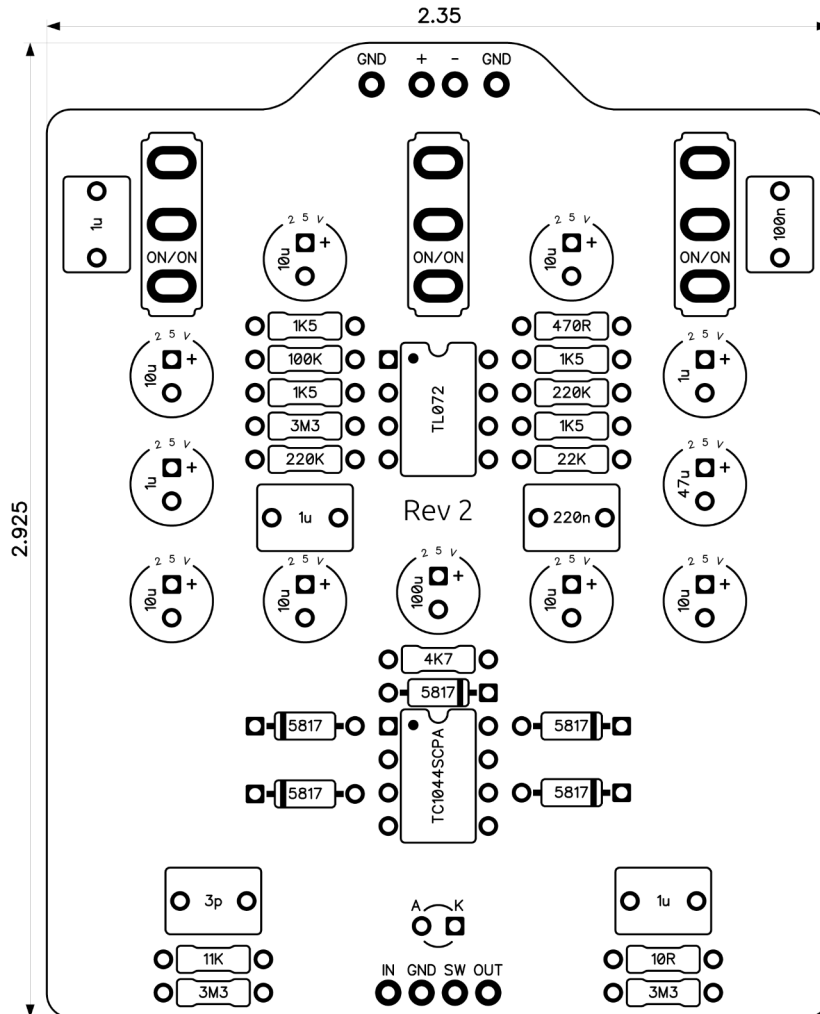 2.35
GND + - GND
1u
ON/ON
2 5 V
10u
+
ON/ON
2 5 V
10u
+
ON/ON
100n
1K5
470R
2 5 V
10u
+
100K
1K5
TL072
1K5
220K
2 5 V
1u
+
3M3
1K5
220K
22K
2 5 V
1u
+
2 5 V
47u
+
2.925
1u
Rev 2
220n
2 5 V
10u
+
2 5 V
10u
+
2 5 V
100u
+
2 5 V
10u
+
2 5 V
10u
+
4K7
5817
5817
TC1044SCPA
5817
5817
5817
3p
A K
1u
11K
10R
3M3
IN GND SW OUT
3M3